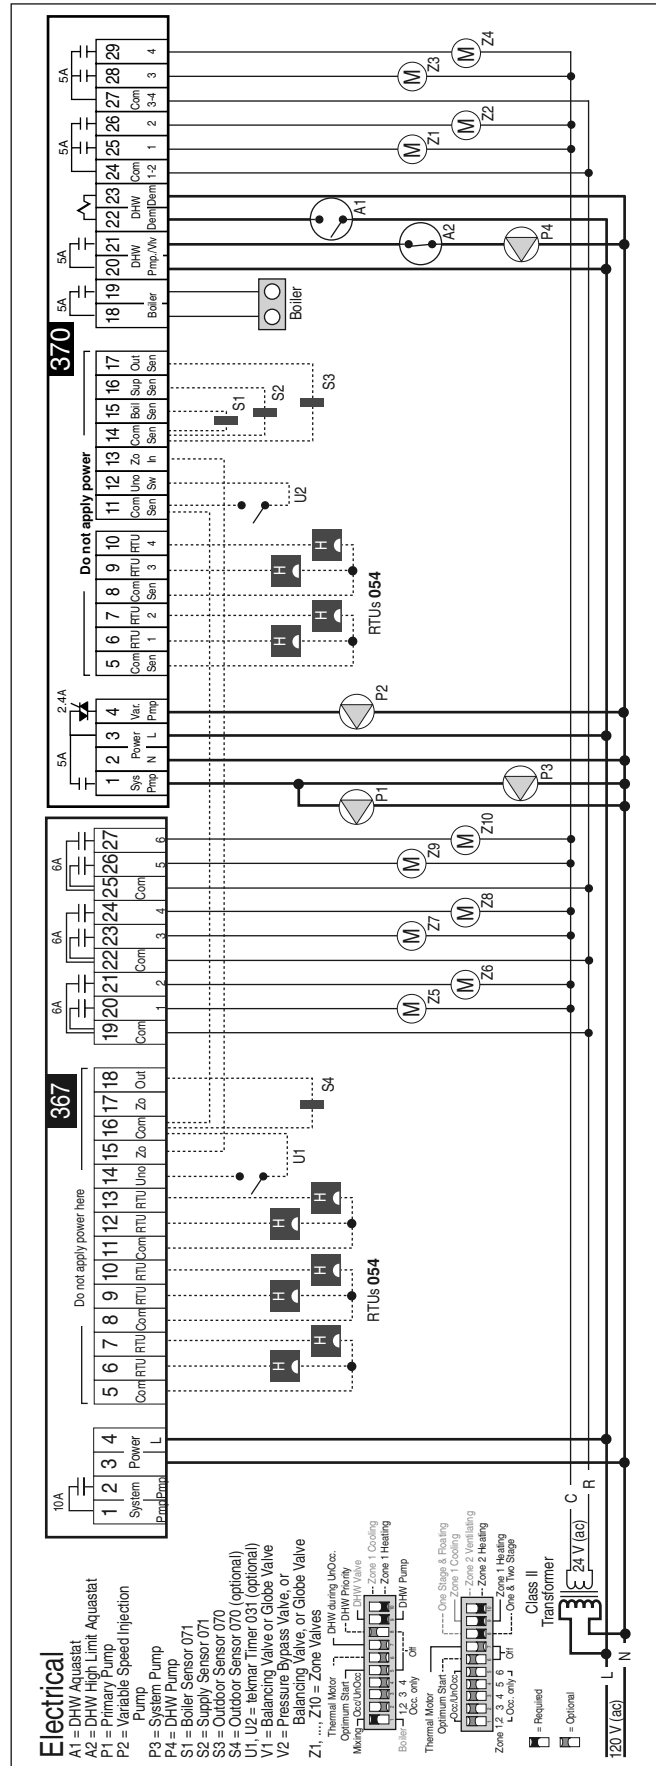 Electrical
A1 = DHW Aquastat
A2 = DHW High Limit Aquastat
P1 = Primary Pump
P2 = Variable Speed Injection
Pump
P3 = System Pump
P4 = DHW Pump
S1 = Boiler Sensor 071
S2 = Supply Sensor 071
S3 = Outdoor Sensor 070
S4 = Outdoor Sensor 070 (optional)
U1, U2 = tekmar Timer 031 (optional)
V1 = Balancing Valve or Globe Valve
V2 = Pressure Bypass Valve, or
Balancing Valve, or Globe Valve
Z1, ..., Z10 = Zone Valves
Thermal Motor
Optimum Start
Mixing
Occ/UnOcc
DHW during UnOcc.
DHW Priority
DHW Valve
Zone 1 Cooling
Zone 1 Heating
DHW Pump
Off
Boiler
1 2 3 4
Occ. only
Thermal Motor
Optimum Start
Occ/UnOcc
One Stage & Floating
Zone 1 Cooling
Zone 2 Ventilating
Zone 2 Heating
Zone 1 Heating
One & Two Stage
Off
Zone 1 2 3 4 5 6
Occ. only
= Required
= Optional
Class II
Transformer
120 V (ac)
24 V (ac)
L
N
C
R
367
10A
1 2 3 4
System Power
Pmp Pmp L
Do not apply power here
5 6 7 8 9 10 11 12 13 14 15 16 17 18
Com RTU RTU Com RTU RTU Com RTU RTU Uno Zo Com Zo Out
6A 6A 6A
19 20 21 22 23 24 25 26 27
Com 1 2 Com 3 4 Com 5 6
H H H H H H
RTUs 054
U1
S4
M Z5
M Z6
M Z7
M Z8
M Z9
M Z10
370
5A 2.4A
1 2 3 4
Sys Power Var.
Pmp N L Pmp
Do not apply power
5 6 7 8 9 10 11 12 13 14 15 16 17
Com RTU RTU Com RTU RTU Com Uno Zo Com Boil Sup Out
Sen 1 2 Sen 3 4 Sen Sw In Sen Sen Sen Sen
5A 5A 5A 5A
18 19 20 21 22 23 24 25 26 27 28 29
Boiler DHW DHW Com Com
Pmp./Vlv Dem Dem 1-2 1 2 3-4 3 4
P1
P3
P2
H H H H
RTUs 054
U2
S1
S2
S3
Boiler
A1
A2
P4
M Z1
M Z2
M Z3
M Z4